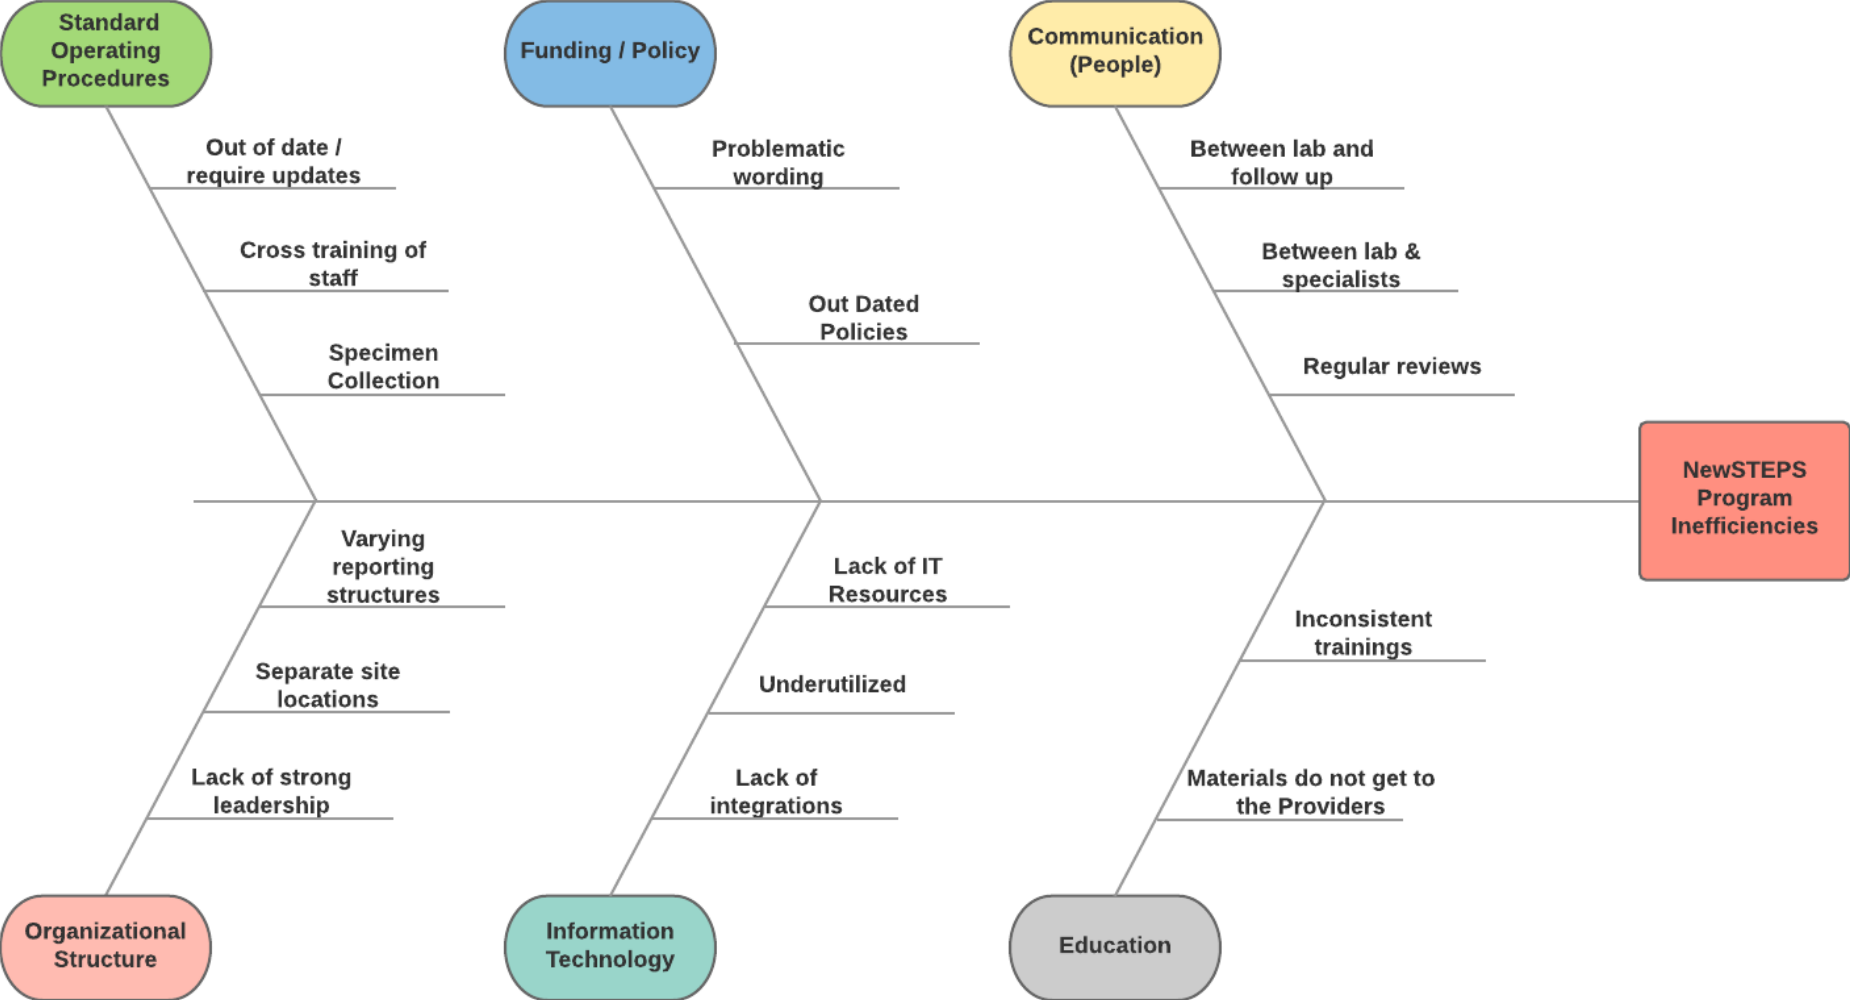 Standard
Operating
Procedures
Funding / Policy
Communication
(People)
Out of date /
require updates
Cross training of
staff
Specimen
Collection
Problematic
wording
Out Dated
Policies
Between lab and
follow up
Between lab &
specialists
Regular reviews
NewSTEPS
Program
Inefficiencies
Varying
reporting
structures
Separate site
locations
Lack of strong
leadership
Lack of IT
Resources
Underutilized
Lack of
integrations
Inconsistent
trainings
Materials do not get to
the Providers
Organizational
Structure
Information
Technology
Education